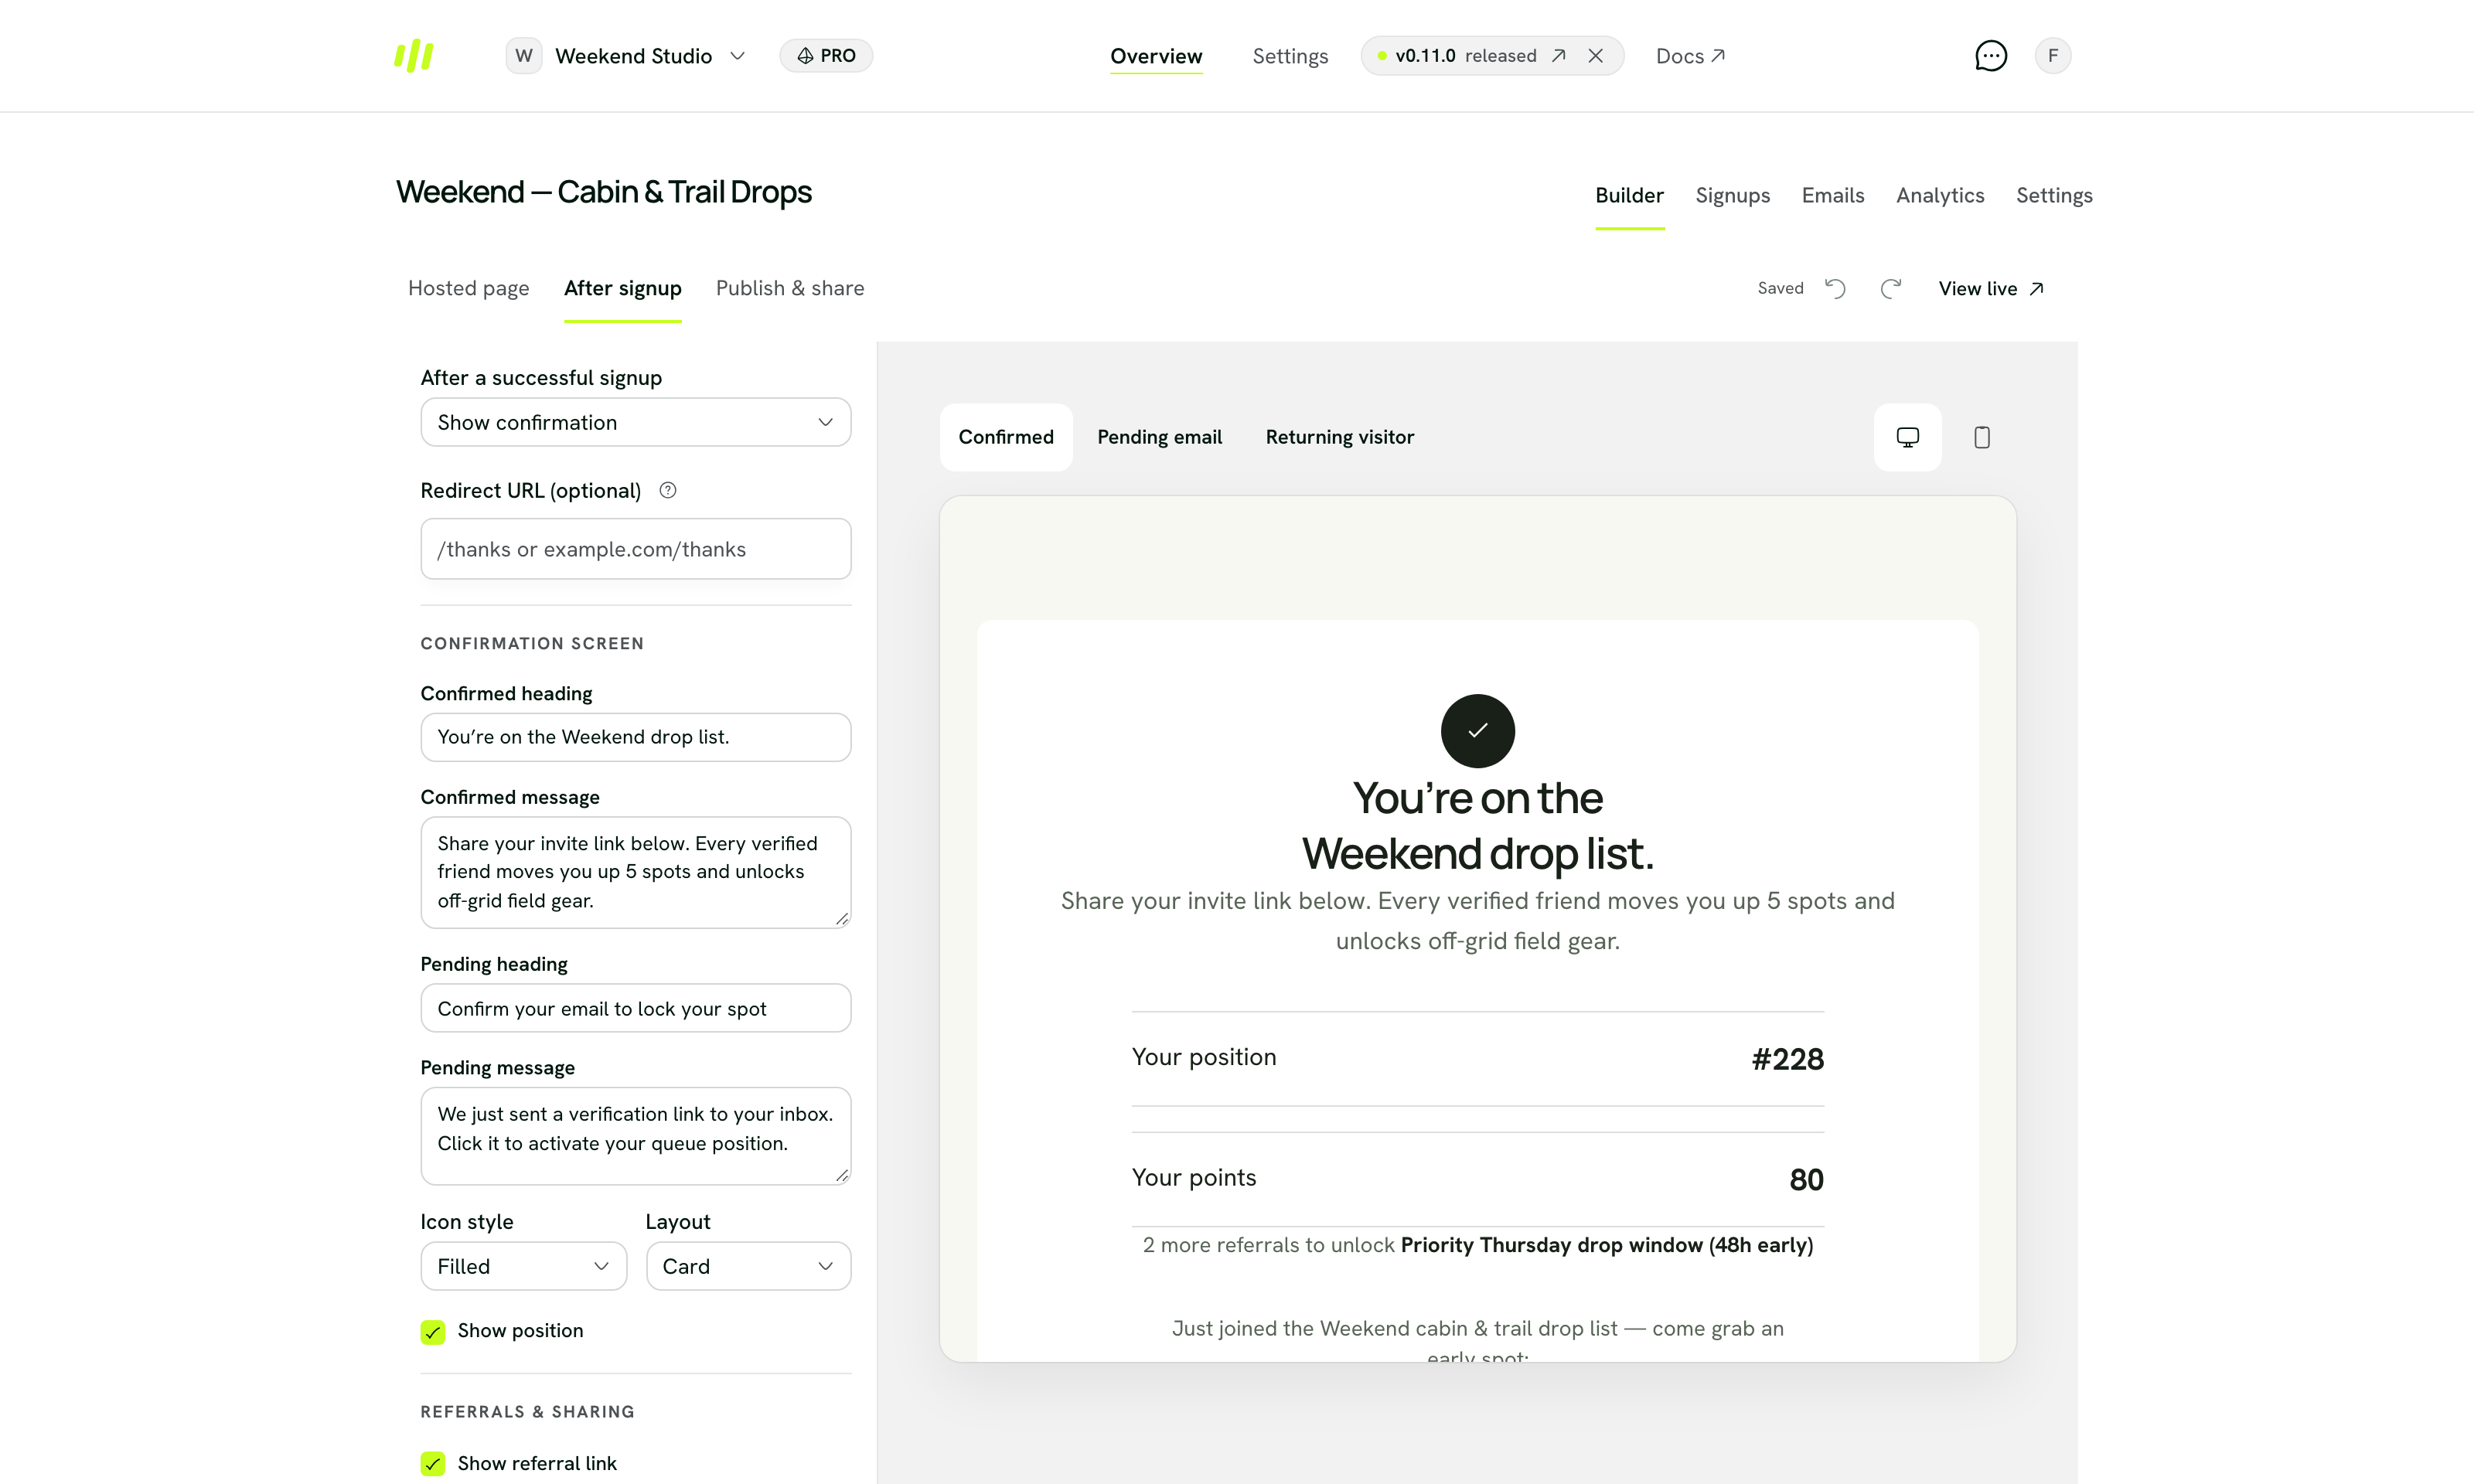 W Weekend Studio PRO Overview Settings v0.11.0 released Docs F
Weekend — Cabin & Trail Drops
Builder Signups Emails Analytics Settings
Hosted page After signup Publish & share Saved View live
After a successful signup
Show confirmation
Redirect URL (optional)
/thanks or example.com/thanks
CONFIRMATION SCREEN
Confirmed heading
You’re on the Weekend drop list.
Confirmed message
Share your invite link below. Every verified
friend moves you up 5 spots and unlocks
off-grid field gear.
Pending heading
Confirm your email to lock your spot
Pending message
We just sent a verification link to your inbox.
Click it to activate your queue position.
Icon style Layout
Filled Card
Show position
REFERRALS & SHARING
Show referral link
Confirmed Pending email Returning visitor
You’re on the
Weekend drop list.
Share your invite link below. Every verified friend moves you up 5 spots and
unlocks off-grid field gear.
Your position #228
Your points 80
2 more referrals to unlock Priority Thursday drop window (48h early)
Just joined the Weekend cabin & trail drop list — come grab an
early spot: